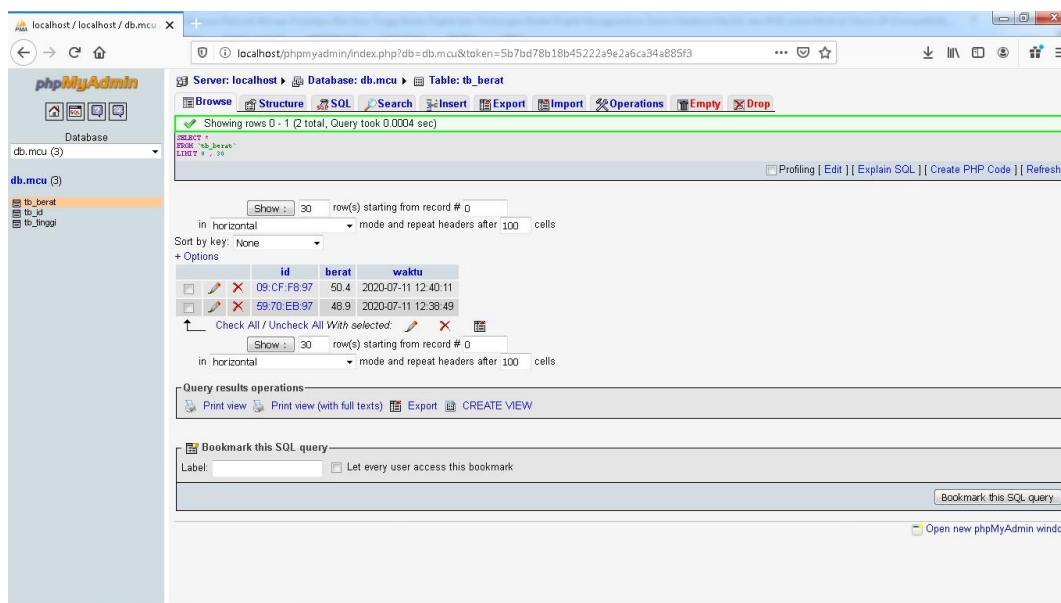 localhost / localhost / db.mcu
localhost/phpmyadmin/index.php?db=db.mcu&token=5b7bd78b18b45222a9e2a6ca34a885f3
phpMyAdmin
Database
db.mcu (3)
db.mcu (3)
tb_berat
tb_id
tb_tinggi
Server: localhost Database: db.mcu Table: tb_berat
Browse Structure SQL Search Insert Export Import Operations Empty Drop
Showing rows 0 - 1 (2 total, Query took 0.0004 sec)
SELECT *
FROM `tb_berat`
LIMIT 0 , 30
Profiling [ Edit ] [ Explain SQL ] [ Create PHP Code ] [ Refresh
Show : 30 row(s) starting from record # 0
in horizontal mode and repeat headers after 100 cells
Sort by key: None
+ Options
id berat waktu
09:CF:F8:97 50.4 2020-07-11 12:40:11
59:70:EB:97 48.9 2020-07-11 12:38:49
Check All / Uncheck All With selected:
Show : 30 row(s) starting from record # 0
in horizontal mode and repeat headers after 100 cells
Query results operations
Print view Print view (with full texts) Export CREATE VIEW
Bookmark this SQL query
Label: Let every user access this bookmark
Bookmark this SQL query
Open new phpMyAdmin windo